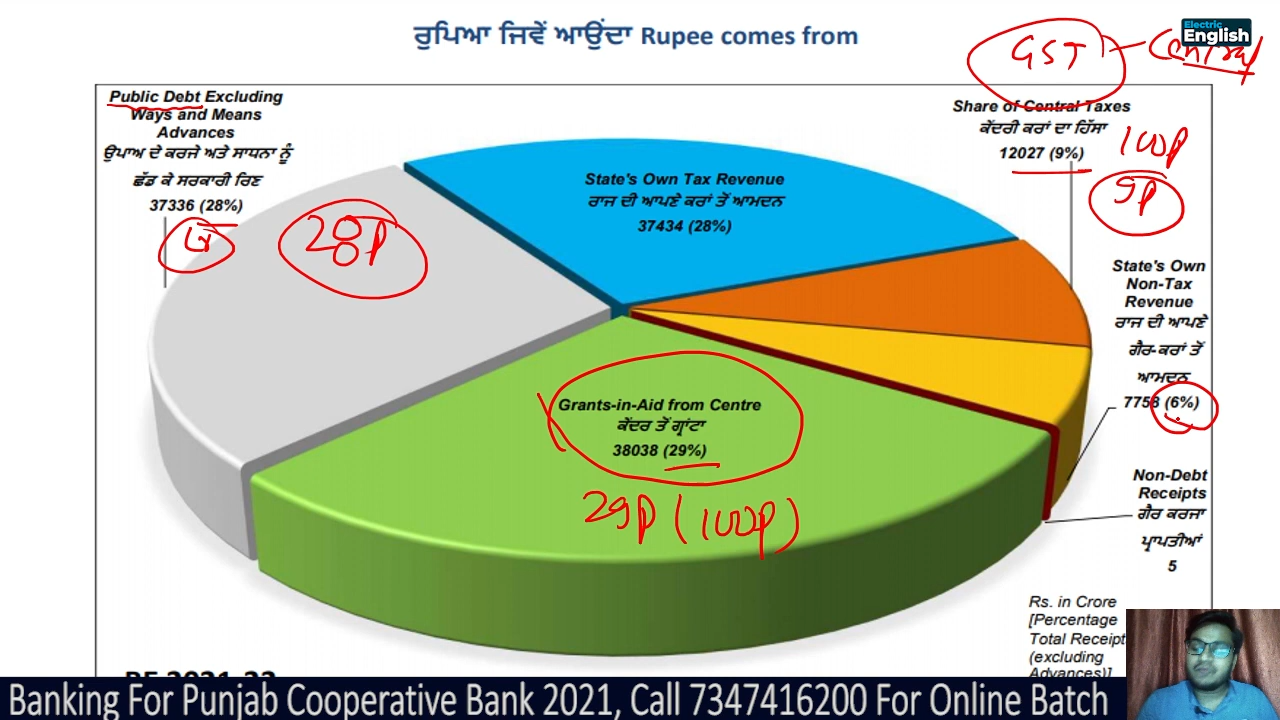 ਰੁਪਿਆ ਜਿਵੇਂ ਆਉਂਦਾ Rupee comes from
Electric
English
GST
Central
Public Debt Excluding
Ways and Means
Advances
ਉਪਾਅ ਦੇ ਕਰਜੇ ਅਤੇ ਸਾਧਨਾ ਨੂੰ
ਛੱਡ ਕੇ ਸਰਕਾਰੀ ਰਿਣ
37336 (28%)
28P
State's Own Tax Revenue
ਰਾਜ ਦੀ ਆਪਣੇ ਕਰਾਂ ਤੋਂ ਆਮਦਨ
37434 (28%)
Share of Central Taxes
ਕੇਂਦਰੀ ਕਰਾਂ ਦਾ ਹਿੱਸਾ
12027 (9%)
100P
9P
State's Own
Non-Tax
Revenue
ਰਾਜ ਦੀ ਆਪਣੇ
ਗੈਰ-ਕਰਾਂ ਤੋਂ
ਆਮਦਨ
7758 (6%)
Grants-in-Aid from Centre
ਕੇਂਦਰ ਤੋਂ ਗ੍ਰਾਂਟਾ
38038 (29%)
29P (100P)
Non-Debt
Receipts
ਗੈਰ ਕਰਜਾ
ਪ੍ਰਾਪਤੀਆਂ
5
Rs. in Crore
[Percentage
Total Receipt
(excluding
Advances)]
BE 2021-22
Banking For Punjab Cooperative Bank 2021, Call 7347416200 For Online Batch